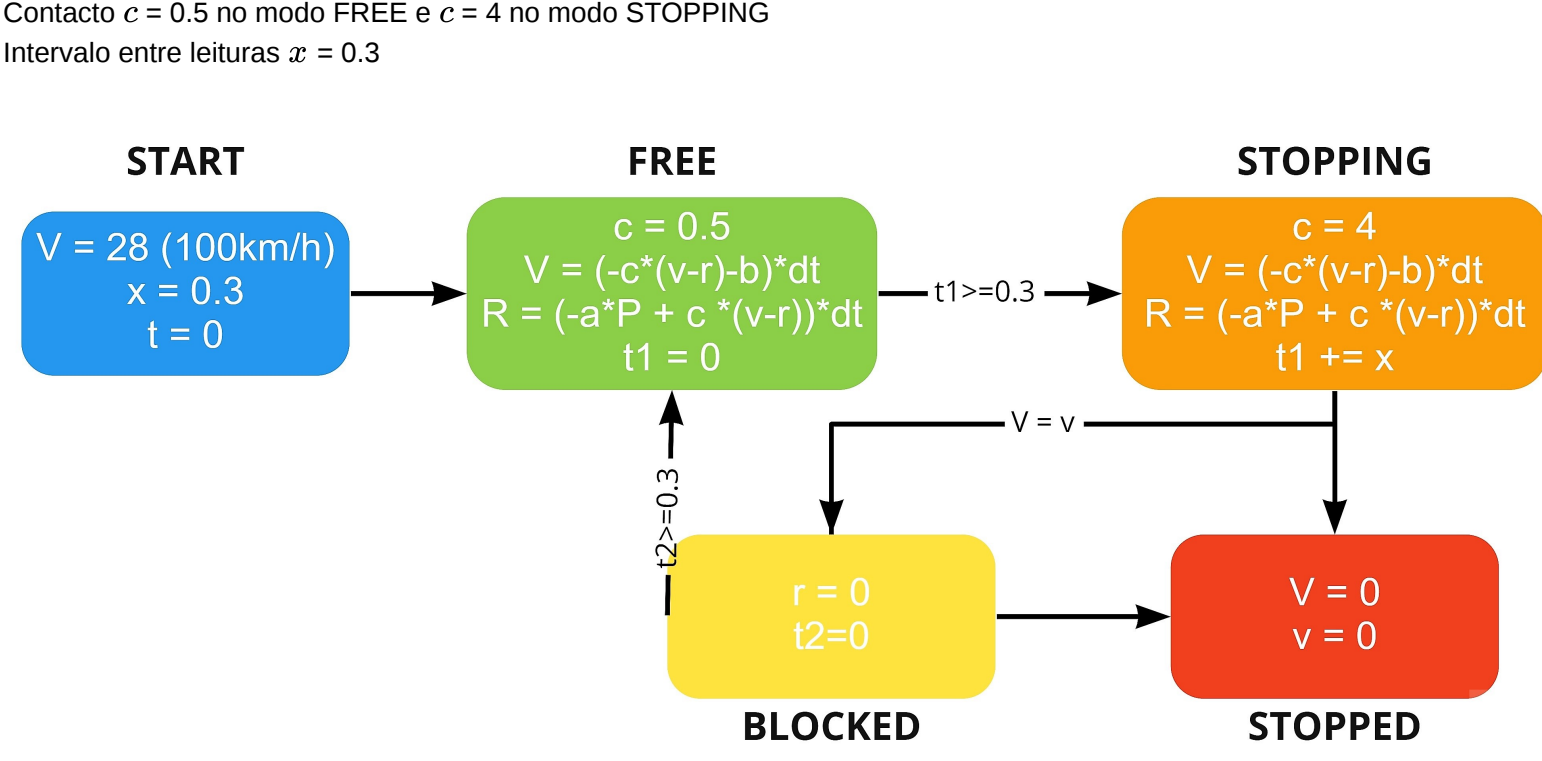 Contacto c = 0.5 no modo FREE e c = 4 no modo STOPPING
Intervalo entre leituras x = 0.3
START
V = 28 (100km/h)
x = 0.3
t = 0
FREE
c = 0.5
V = (-c*(v-r)-b)*dt
R = (-a*P + c *(v-r))*dt
t1 = 0
t1>=0.3
STOPPING
c = 4
V = (-c*(v-r)-b)*dt
R = (-a*P + c *(v-r))*dt
t1 += x
V = v
t2>=0.3
r = 0
t2=0
BLOCKED
V = 0
v = 0
STOPPED